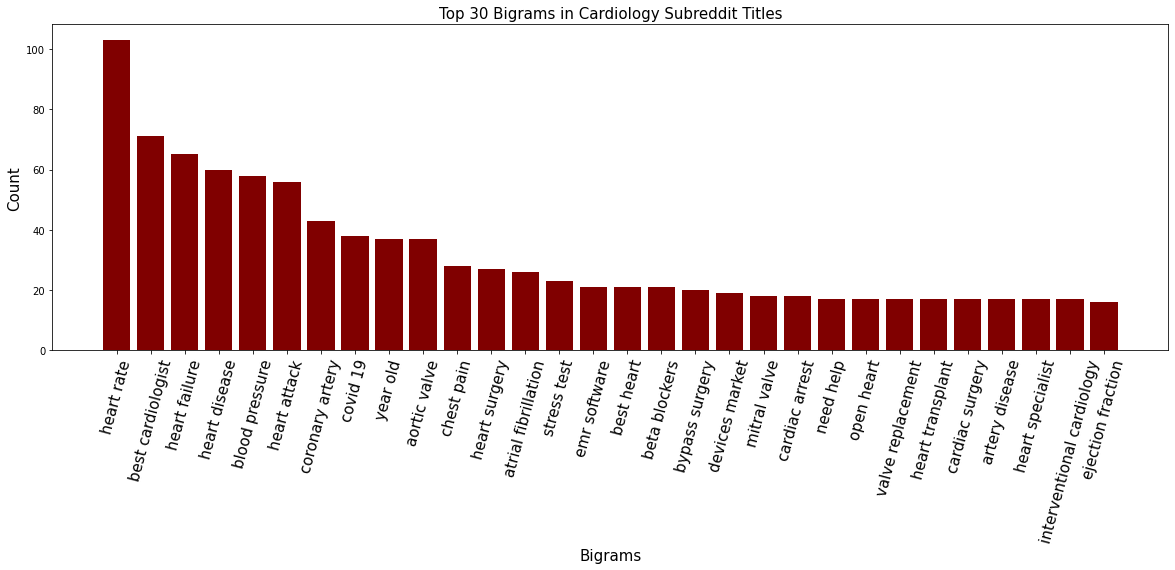 Top 30 Bigrams in Cardiology Subreddit Titles
Count
100
80
60
40
20
0
heart rate
best cardiologist
heart failure
heart disease
blood pressure
heart attack
coronary artery
covid 19
year old
aortic valve
chest pain
heart surgery
atrial fibrillation
stress test
emr software
best heart
beta blockers
bypass surgery
devices market
mitral valve
cardiac arrest
need help
open heart
valve replacement
heart transplant
cardiac surgery
artery disease
heart specialist
interventional cardiology
ejection fraction
Bigrams